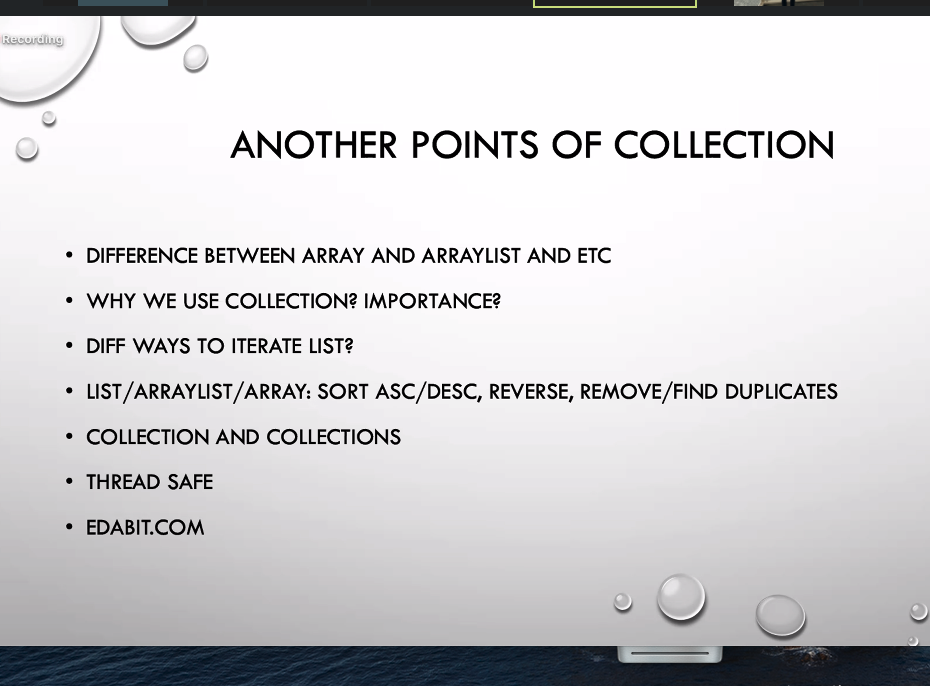 Recording
ANOTHER POINTS OF COLLECTION
• DIFFERENCE BETWEEN ARRAY AND ARRAYLIST AND ETC
• WHY WE USE COLLECTION? IMPORTANCE?
• DIFF WAYS TO ITERATE LIST?
• LIST/ARRAYLIST/ARRAY: SORT ASC/DESC, REVERSE, REMOVE/FIND DUPLICATES
• COLLECTION AND COLLECTIONS
• THREAD SAFE
• EDABIT.COM